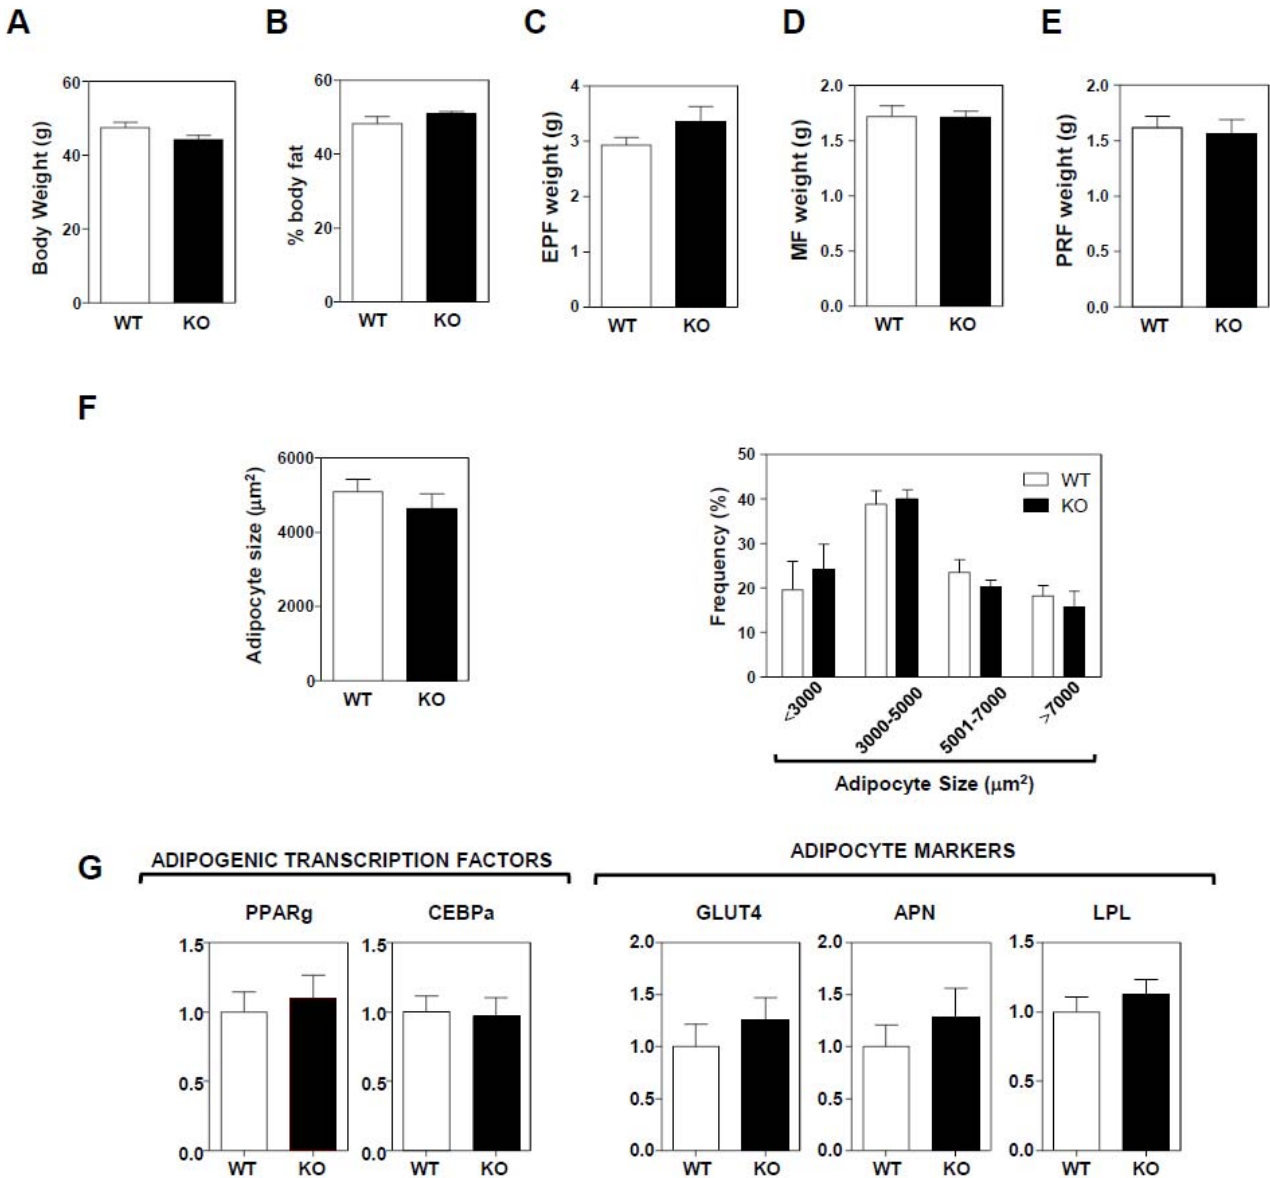 A
B
C
D
E
Body Weight (g)
60
40
20
0
WT KO
% body fat
60
40
20
0
WT KO
EPF weight (g)
4
3
2
1
0
WT KO
MF weight (g)
2.0
1.5
1.0
0.5
0.0
WT KO
PRF weight (g)
2.0
1.5
1.0
0.5
0.0
WT KO
F
Adipocyte size (µm²)
6000
4000
2000
0
WT KO
Frequency (%)
50
40
30
20
10
0
WT
KO
<3000
3000-5000
5001-7000
>7000
Adipocyte Size (µm²)
G
ADIPOGENIC TRANSCRIPTION FACTORS
ADIPOCYTE MARKERS
PPARg
1.5
1.0
0.5
0.0
WT KO
CEBPa
1.5
1.0
0.5
0.0
WT KO
GLUT4
2.0
1.5
1.0
0.5
0.0
WT KO
APN
2.0
1.5
1.0
0.5
0.0
WT KO
LPL
1.5
1.0
0.5
0.0
WT KO